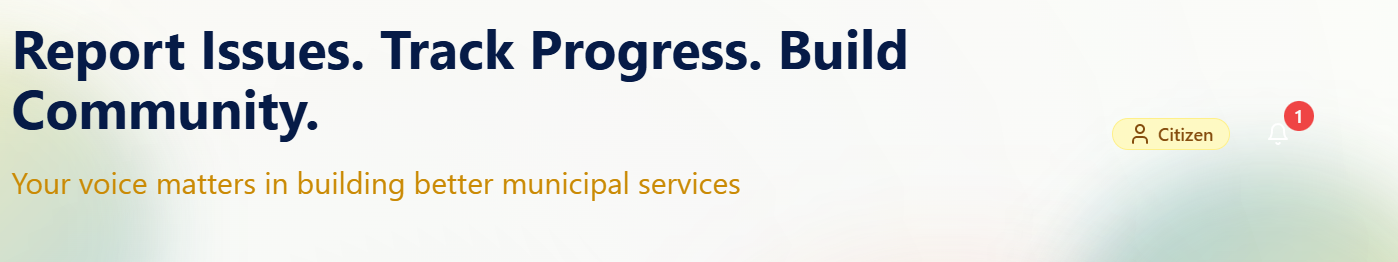 Report Issues. Track Progress. Build
Community.
Your voice matters in building better municipal services
Citizen
1